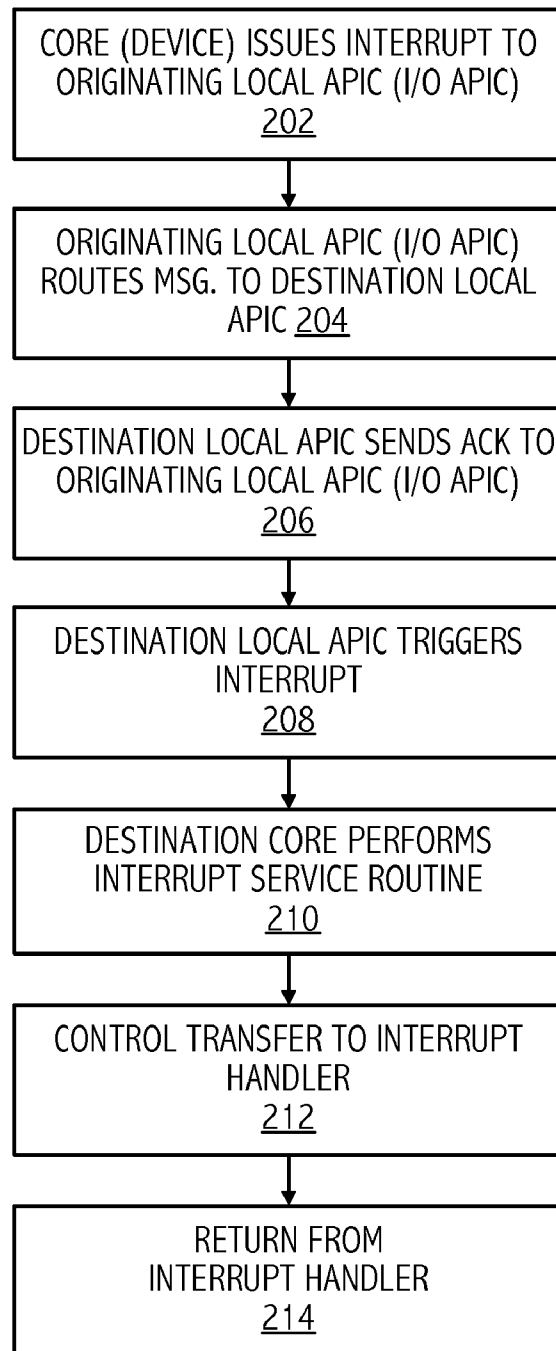 CORE (DEVICE) ISSUES INTERRUPT TO
ORIGINATING LOCAL APIC (I/O APIC)
202
ORIGINATING LOCAL APIC (I/O APIC)
ROUTES MSG. TO DESTINATION LOCAL
APIC 204
DESTINATION LOCAL APIC SENDS ACK TO
ORIGINATING LOCAL APIC (I/O APIC)
206
DESTINATION LOCAL APIC TRIGGERS
INTERRUPT
208
DESTINATION CORE PERFORMS
INTERRUPT SERVICE ROUTINE
210
CONTROL TRANSFER TO INTERRUPT
HANDLER
212
RETURN FROM
INTERRUPT HANDLER
214